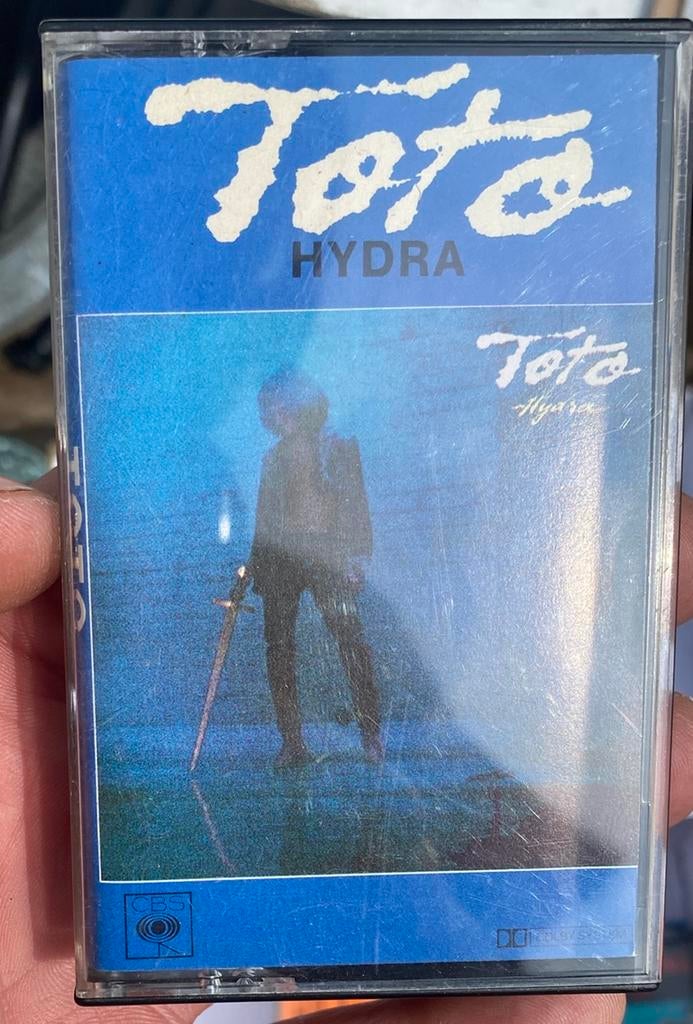 Toto
HYDRA
Toto
Hydra
TOTO
CBS
DOLBY SYSTEM